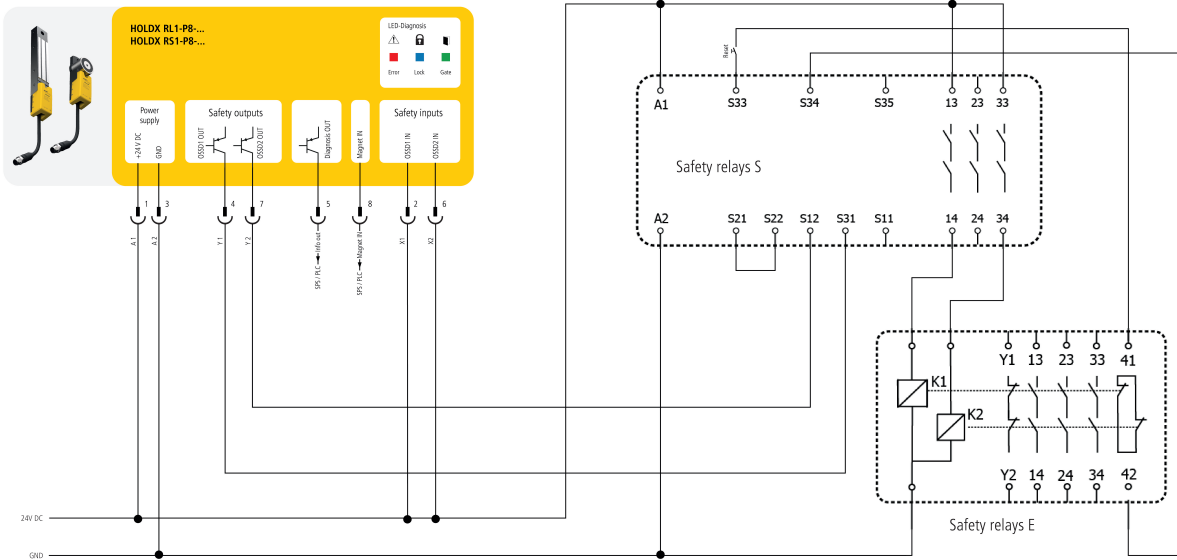 HOLDX RL1-P8-...
HOLDX RS1-P8-...
LED-Diagnosis
Error Lock Gate
Power supply
+24 V DC
GND
Safety outputs
OSSD1 OUT
OSSD2 OUT
Diagnosis OUT
Magnet IN
Safety inputs
OSSD1 IN
OSSD2 IN
1 3 4 7 5 8 2 6
A 1
A 2
Y 1
Y 2
SPS / PLC Info out
SPS / PLC Magnet IN
X1
X2
24V DC
GND
Reset
A1 S33 S34 S35 13 23 33
Safety relays S
A2 S21 S22 S12 S31 S11 14 24 34
Y1 13 23 33 41
K1
K2
Y2 14 24 34 42
Safety relays E